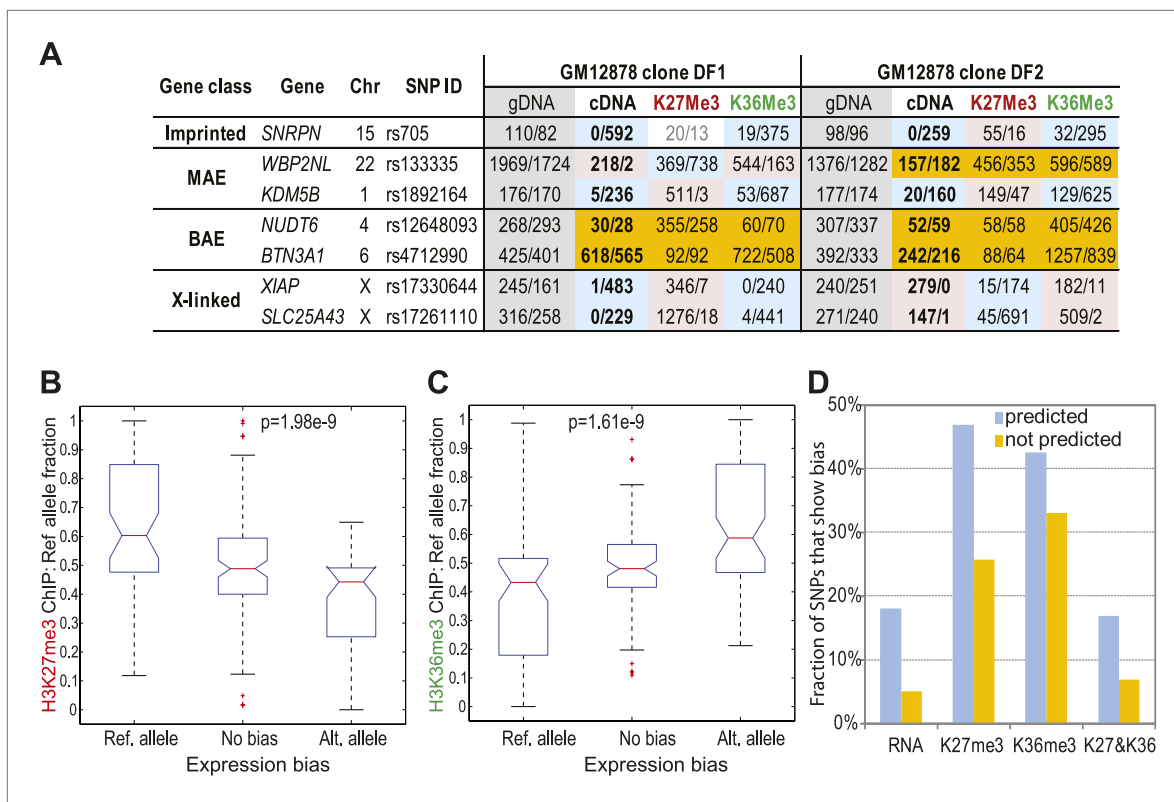 A
Gene class Gene Chr SNP ID GM12878 clone DF1 GM12878 clone DF2
gDNA cDNA K27Me3 K36Me3 gDNA cDNA K27Me3 K36Me3
Imprinted SNRPN 15 rs705 110/82 0/592 20/13 19/375 98/96 0/259 55/16 32/295
MAE WBP2NL 22 rs133335 1969/1724 218/2 369/738 544/163 1376/1282 157/182 456/353 596/589
KDM5B 1 rs1892164 176/170 5/236 511/3 53/687 177/174 20/160 149/47 129/625
BAE NUDT6 4 rs12648093 268/293 30/28 355/258 60/70 307/337 52/59 58/58 405/426
BTN3A1 6 rs4712990 425/401 618/565 92/92 722/508 392/333 242/216 88/64 1257/839
X-linked XIAP X rs17330644 245/161 1/483 346/7 0/240 240/251 279/0 15/174 182/11
SLC25A43 X rs17261110 316/258 0/229 1276/18 4/441 271/240 147/1 45/691 509/2
B
H3K27me3 ChIP: Ref allele fraction
p=1.98e-9
1
0.9
0.8
0.7
0.6
0.5
0.4
0.3
0.2
0.1
0
Ref. allele No bias Alt. allele
Expression bias
C
H3K36me3 ChIP: Ref allele fraction
p=1.61e-9
1
0.9
0.8
0.7
0.6
0.5
0.4
0.3
0.2
0.1
0
Ref. allele No bias Alt. allele
Expression bias
D
Fraction of SNPs that show bias
predicted
not predicted
50%
40%
30%
20%
10%
0%
RNA K27me3 K36me3 K27&K36